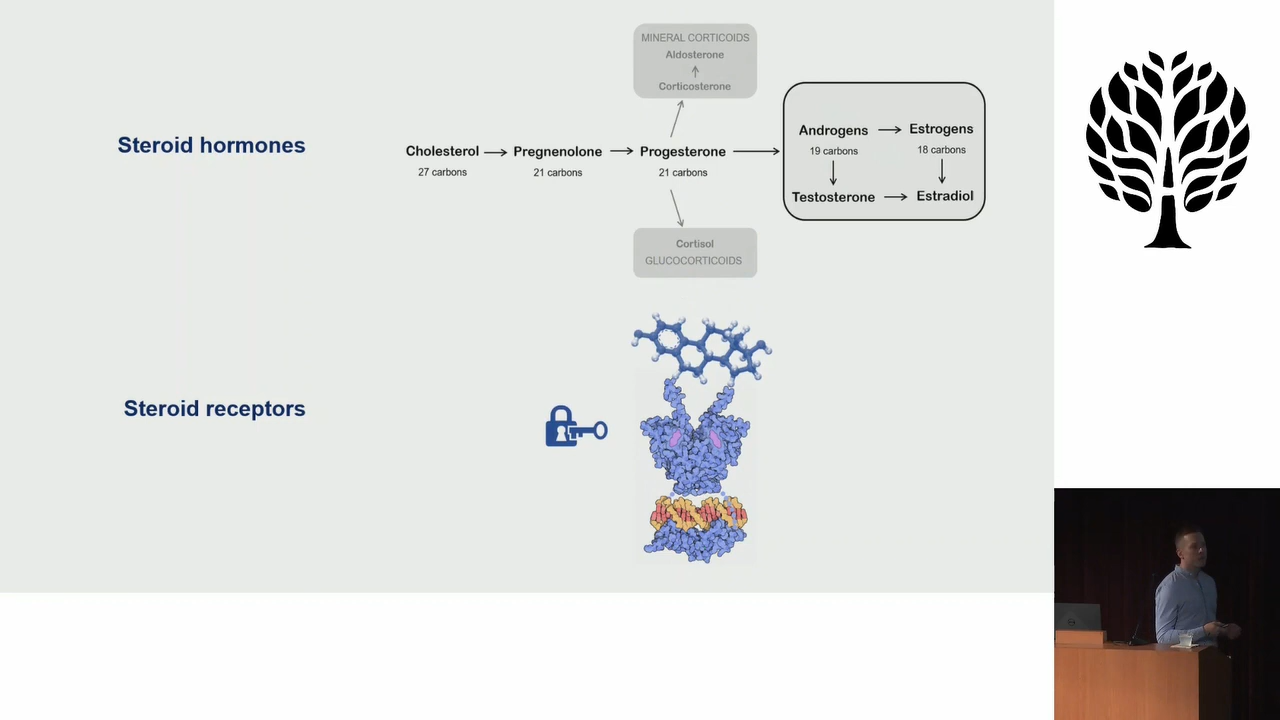 MINERAL CORTICOIDS
Aldosterone
Corticosterone
Steroid hormones
Cholesterol
27 carbons
Pregnenolone
21 carbons
Progesterone
21 carbons
Androgens
19 carbons
Estrogens
18 carbons
Testosterone
Estradiol
Cortisol
GLUCOCORTICOIDS
Steroid receptors